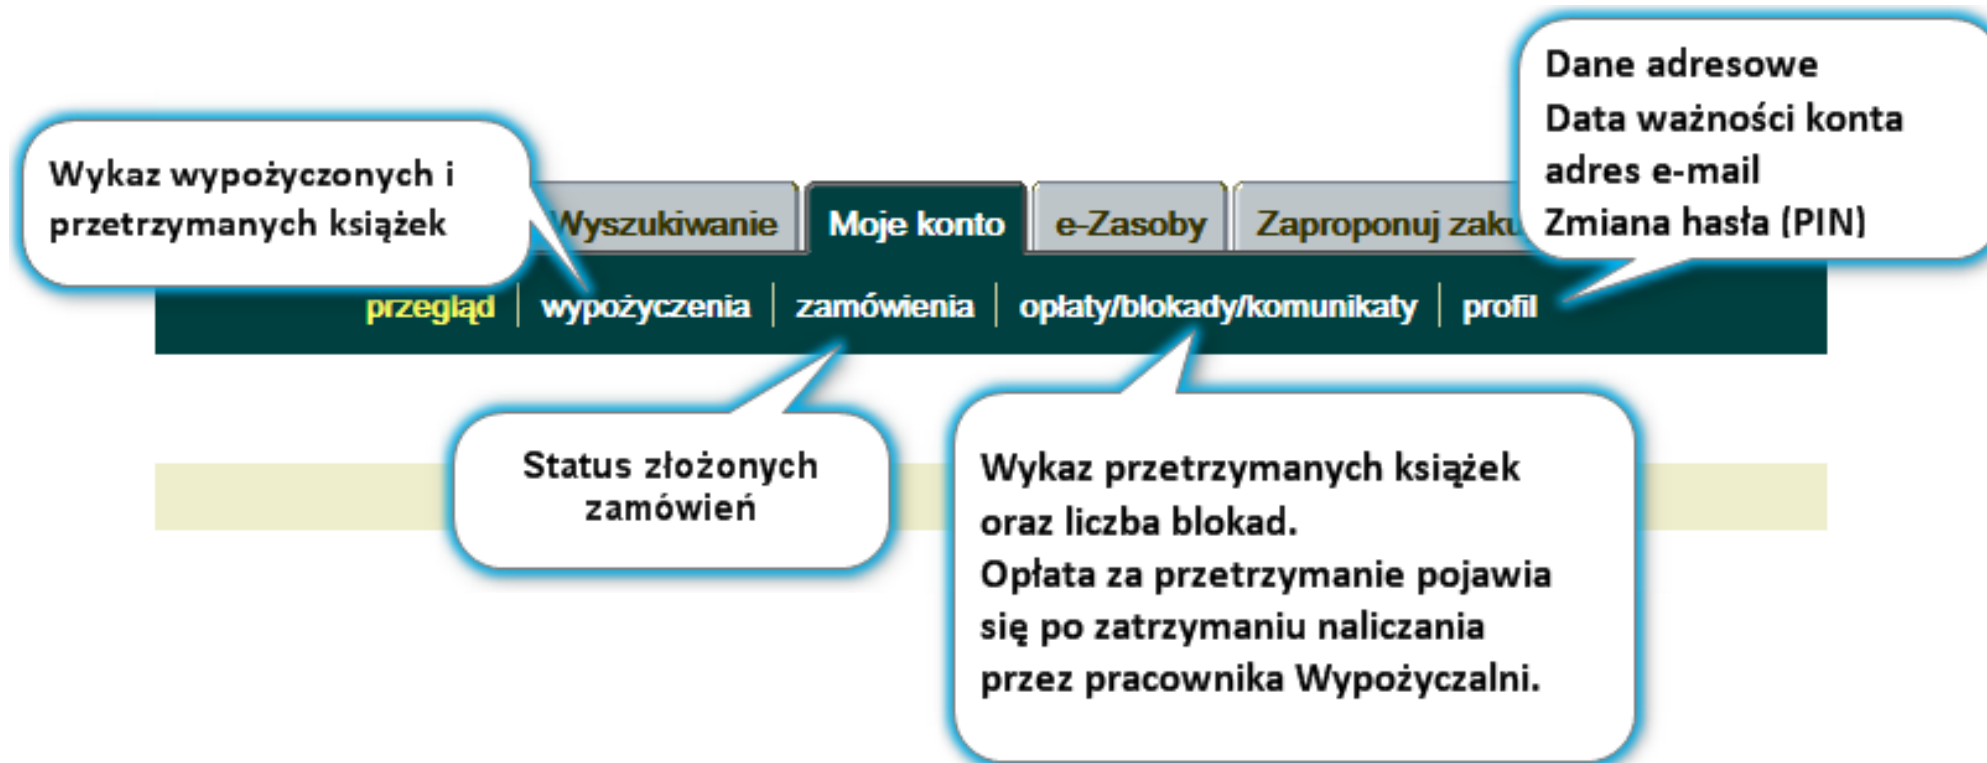 Dane adresowe
Data ważności konta
adres e-mail
Zmiana hasła (PIN)
Wykaz wypożyczonych i
przetrzymanych książek
Wyszukiwanie Moje konto e-Zasoby Zaproponuj zaku
przegląd wypożyczenia zamówienia opłaty/blokady/komunikaty profil
Status złożonych
zamówień
Wykaz przetrzymanych książek
oraz liczba blokad.
Opłata za przetrzymanie pojawia
się po zatrzymaniu naliczania
przez pracownika Wypożyczalni.